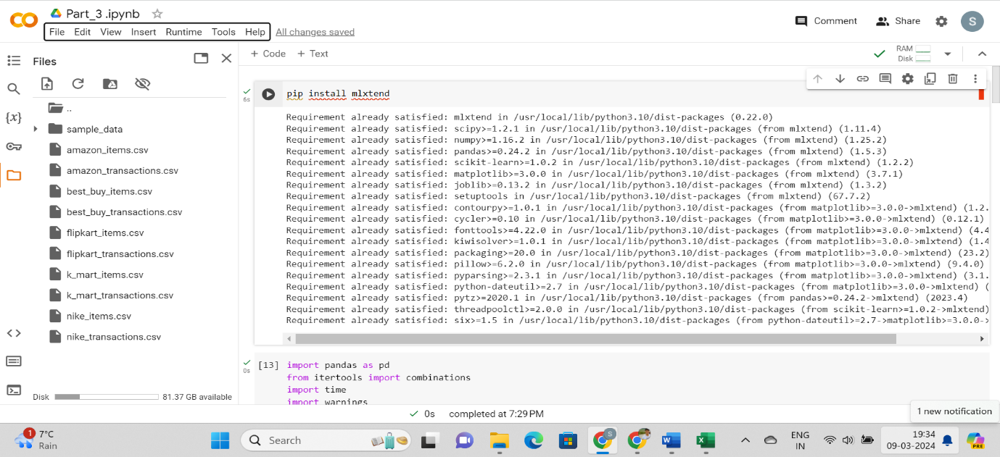 CO
Part_3 .ipynb
File Edit View Insert Runtime Tools Help All changes saved
Comment Share S
Files
+ Code + Text
RAM
Disk
{x}
..
sample_data
amazon_items.csv
amazon_transactions.csv
best_buy_items.csv
best_buy_transactions.csv
flipkart_items.csv
flipkart_transactions.csv
k_mart_items.csv
k_mart_transactions.csv
nike_items.csv
nike_transactions.csv
Disk 81.37 GB available
6s
pip install mlxtend
Requirement already satisfied: mlxtend in /usr/local/lib/python3.10/dist-packages (0.22.0)
Requirement already satisfied: scipy>=1.2.1 in /usr/local/lib/python3.10/dist-packages (from mlxtend) (1.11.4)
Requirement already satisfied: numpy>=1.16.2 in /usr/local/lib/python3.10/dist-packages (from mlxtend) (1.25.2)
Requirement already satisfied: pandas>=0.24.2 in /usr/local/lib/python3.10/dist-packages (from mlxtend) (1.5.3)
Requirement already satisfied: scikit-learn>=1.0.2 in /usr/local/lib/python3.10/dist-packages (from mlxtend) (1.2.2)
Requirement already satisfied: matplotlib>=3.0.0 in /usr/local/lib/python3.10/dist-packages (from mlxtend) (3.7.1)
Requirement already satisfied: joblib>=0.13.2 in /usr/local/lib/python3.10/dist-packages (from mlxtend) (1.3.2)
Requirement already satisfied: setuptools in /usr/local/lib/python3.10/dist-packages (from mlxtend) (67.7.2)
Requirement already satisfied: contourpy>=1.0.1 in /usr/local/lib/python3.10/dist-packages (from matplotlib>=3.0.0->mlxtend) (1.2.
Requirement already satisfied: cycler>=0.10 in /usr/local/lib/python3.10/dist-packages (from matplotlib>=3.0.0->mlxtend) (0.12.1)
Requirement already satisfied: fonttools>=4.22.0 in /usr/local/lib/python3.10/dist-packages (from matplotlib>=3.0.0->mlxtend) (4.4
Requirement already satisfied: kiwisolver>=1.0.1 in /usr/local/lib/python3.10/dist-packages (from matplotlib>=3.0.0->mlxtend) (1.4
Requirement already satisfied: packaging>=20.0 in /usr/local/lib/python3.10/dist-packages (from matplotlib>=3.0.0->mlxtend) (23.2)
Requirement already satisfied: pillow>=6.2.0 in /usr/local/lib/python3.10/dist-packages (from matplotlib>=3.0.0->mlxtend) (9.4.0)
Requirement already satisfied: pyparsing>=2.3.1 in /usr/local/lib/python3.10/dist-packages (from matplotlib>=3.0.0->mlxtend) (3.1.
Requirement already satisfied: python-dateutil>=2.7 in /usr/local/lib/python3.10/dist-packages (from matplotlib>=3.0.0->mlxtend) (
Requirement already satisfied: pytz>=2020.1 in /usr/local/lib/python3.10/dist-packages (from pandas>=0.24.2->mlxtend) (2023.4)
Requirement already satisfied: threadpoolctl>=2.0.0 in /usr/local/lib/python3.10/dist-packages (from scikit-learn>=1.0.2->mlxtend)
Requirement already satisfied: six>=1.5 in /usr/local/lib/python3.10/dist-packages (from python-dateutil>=2.7->matplotlib>=3.0.0->
0s
[13] import pandas as pd
from itertools import combinations
import time
import warnings
0s completed at 7:29 PM
1 new notification
1
7°C
Rain
Search
S
W
X
ENG
IN
19:34
09-03-2024
PRE